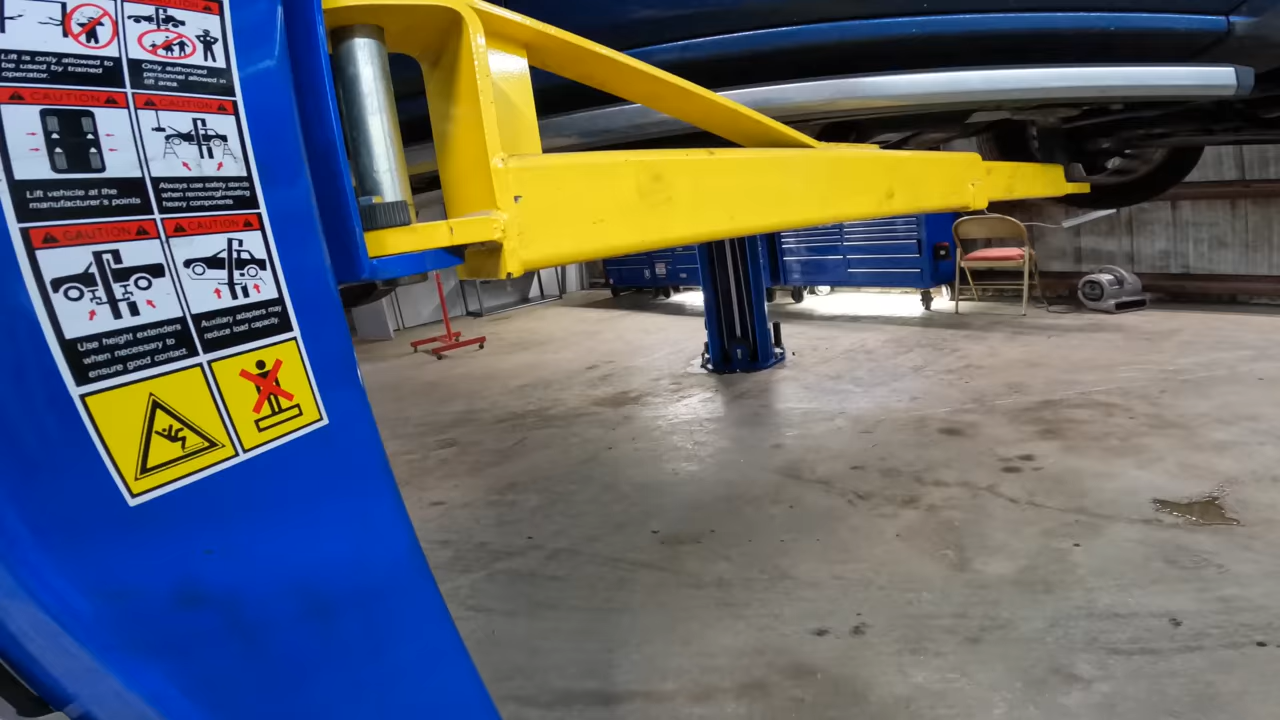 Lift is only allowed to
be used by trained
operator.
Only authorized
personnel allowed in
lift area.
CAUTION
Lift vehicle at the
manufacturer's points
CAUTION
Always use safety stands
when removing/installing
heavy components
CAUTION
Use height extenders
when necessary to
ensure good contact.
CAUTION
Auxiliary adapters may
reduce load capacity.